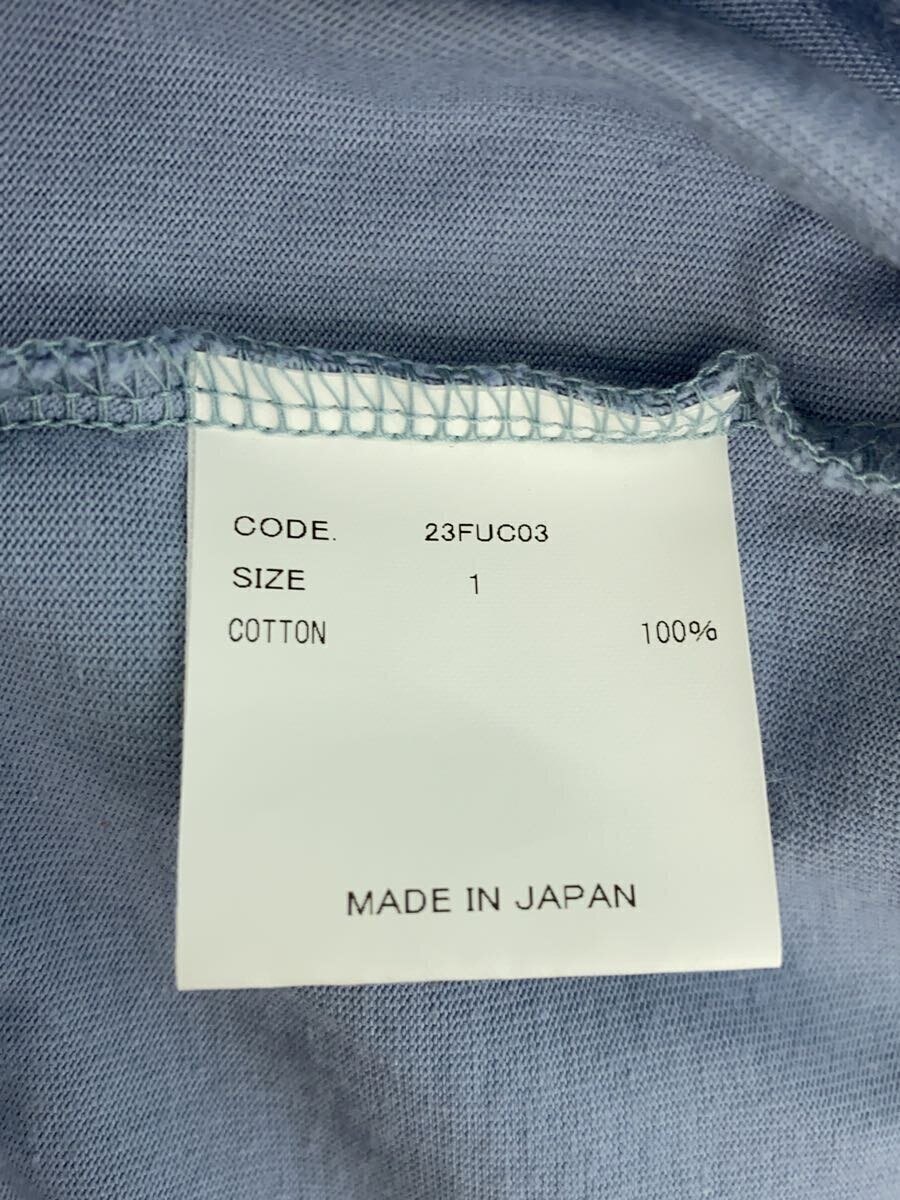 CODE. 23FUC03
SIZE 1
COTTON 100%
MADE IN JAPAN